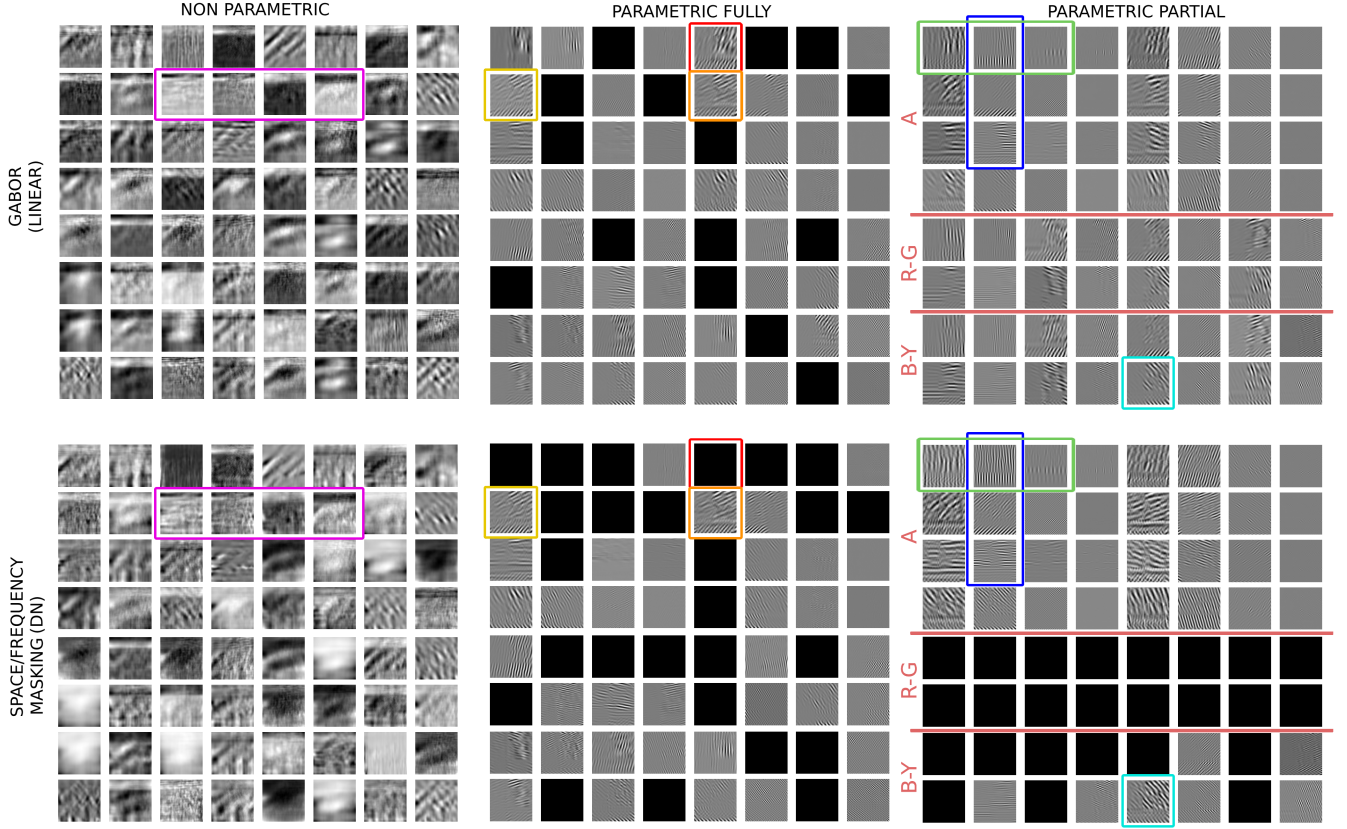 NON PARAMETRIC
PARAMETRIC FULLY
PARAMETRIC PARTIAL
GABOR
(LINEAR)
A
R-G
B-Y
SPACE/FREQUENCY
MASKING (DN)
A
R-G
B-Y